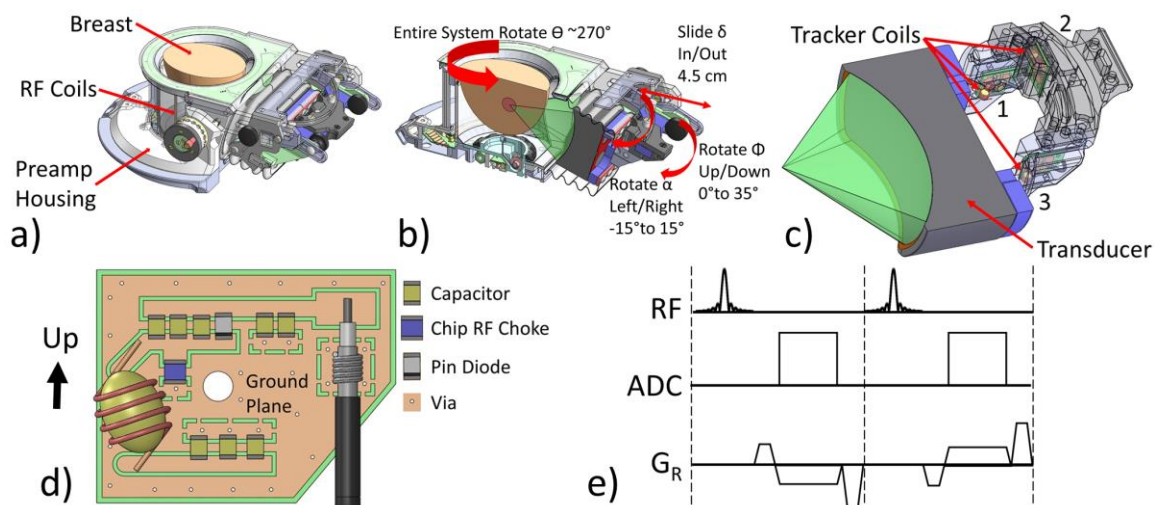 Breast
RF Coils
Preamp
Housing
a)
Entire System Rotate Θ ~270°
Slide δ
In/Out
4.5 cm
Rotate Φ
Up/Down
0°to 35°
Rotate α
Left/Right
-15°to 15°
b)
Tracker Coils
1
2
3
Transducer
c)
Up
Ground
Plane
Capacitor
Chip RF Choke
Pin Diode
Via
d)
RF
ADC
GR
e)